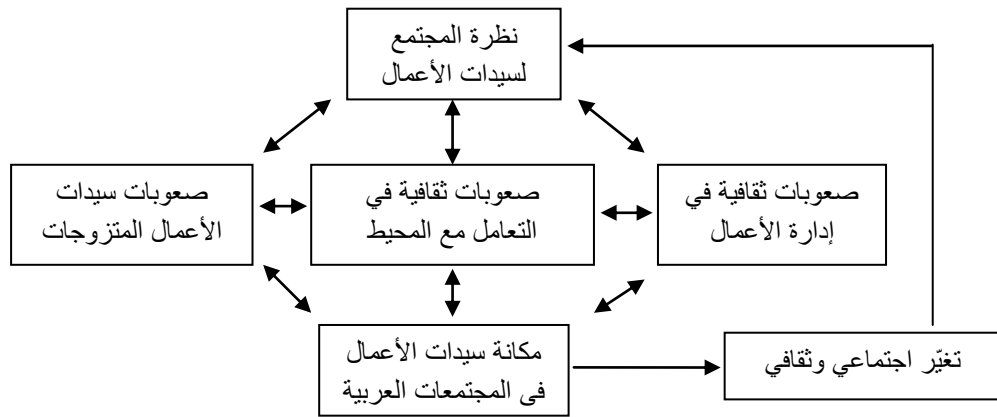 نظرة المجتمع
لسيدات الأعمال
صعوبات ثقافية في
إدارة الأعمال
صعوبات ثقافية في
التعامل مع المحيط
صعوبات سيدات
الأعمال المتزوجات
مكانة سيدات الأعمال
في المجتمعات العربية
تغيّر اجتماعي وثقافي